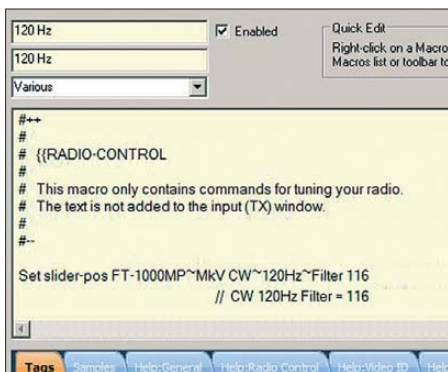 120 Hz
Enabled
Quick Edit
120 Hz
Right-click on a Macro
Macros list or toolbar to
Various
#++
#
# {{RADIO-CONTROL
#
# This macro only contains commands for tuning your radio.
# The text is not added to the input (TX) window.
#
#--
Set slider-pos FT-1000MP~MkV CW~120Hz~Filter 116
// CW 120Hz Filter = 116
Tags Samples Help:General Help:Radio Control Help:Video ID